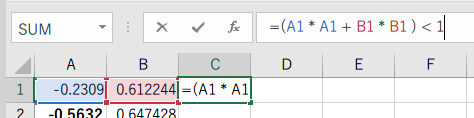 SUM fx =(A1 * A1 + B1 * B1 ) < 1
A B C D E F
1 -0.2309 0.612244 =(A1 * A1
2 -0.5632 0.647428